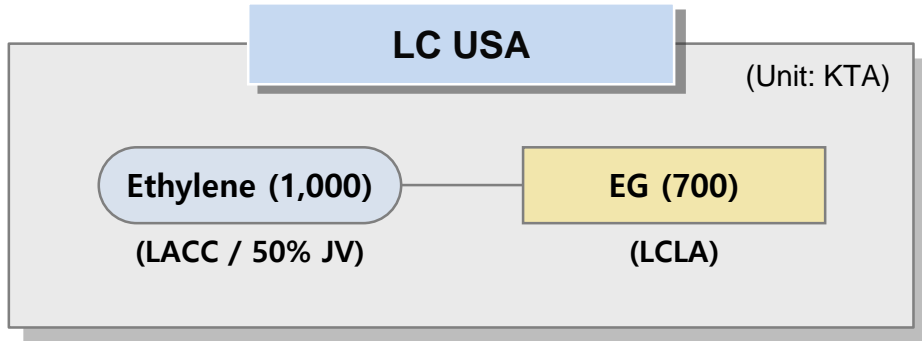 LC USA
(Unit: KTA)
Ethylene (1,000)
EG (700)
(LACC / 50% JV)
(LCLA)